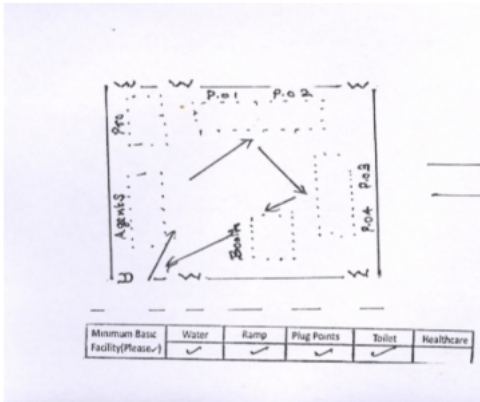 W W W
P.01 P.02
Pro
P.03
Agents
P.04
Booth
D W W
Minimum Basic Facility(Please✓) Water Ramp Plug Points Toilet Healthcare
✓ ✓ ✓ ✓